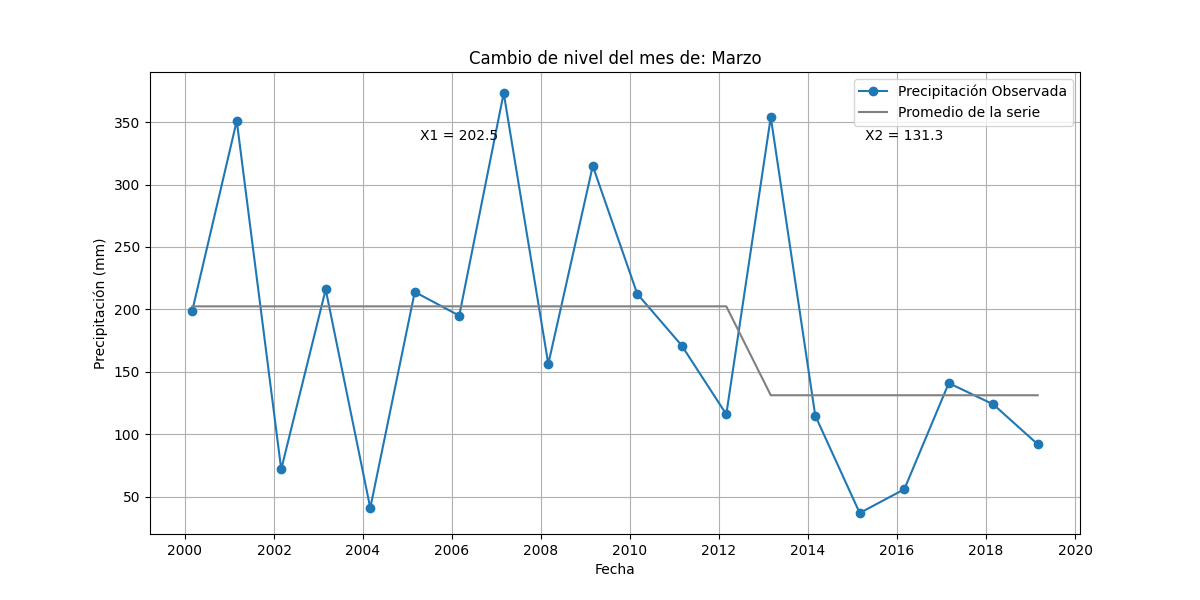 Cambio de nivel del mes de: Marzo
Precipitación Observada
Promedio de la serie
X1 = 202.5
X2 = 131.3
Precipitación (mm)
350
300
250
200
150
100
50
2000 2002 2004 2006 2008 2010 2012 2014 2016 2018 2020
Fecha